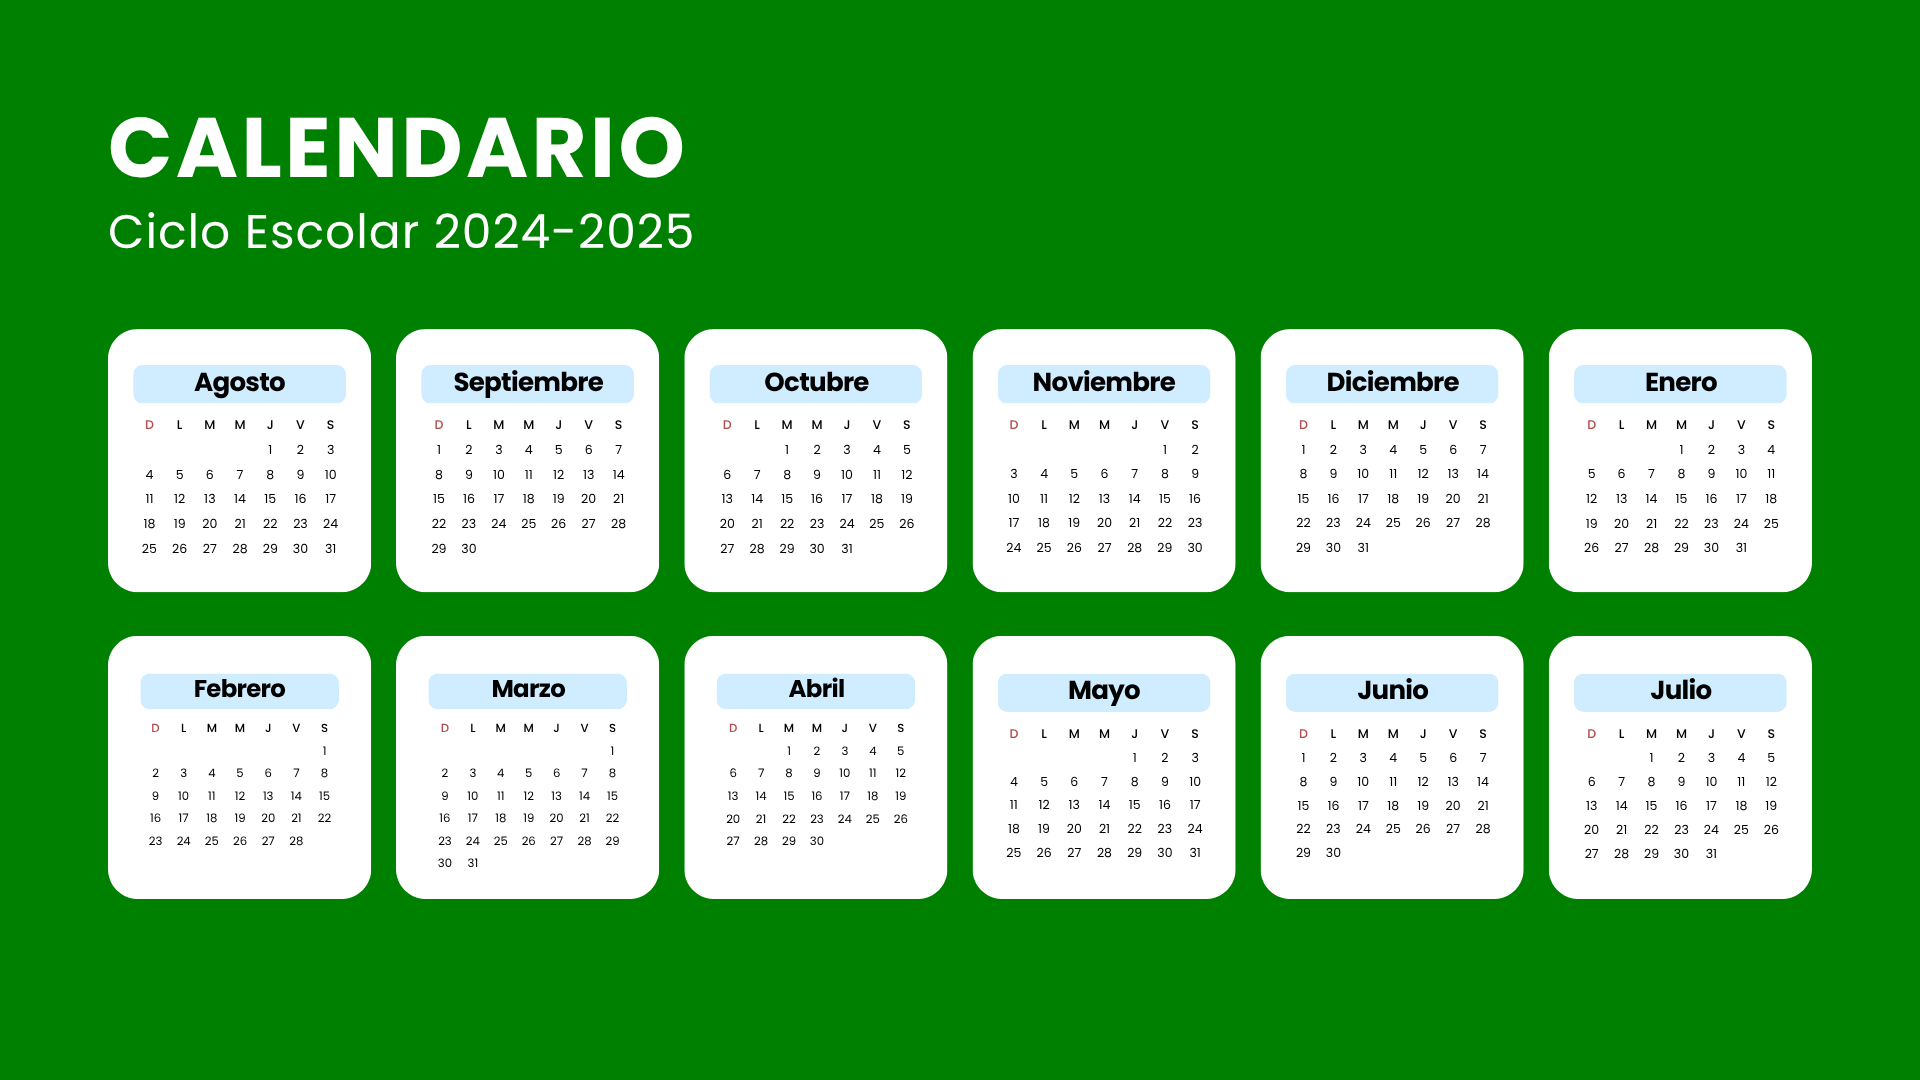 CALENDARIO
Ciclo Escolar 2024-2025
Agosto
D L M M J V S
1 2 3
4 5 6 7 8 9 10
11 12 13 14 15 16 17
18 19 20 21 22 23 24
25 26 27 28 29 30 31
Septiembre
D L M M J V S
1 2 3 4 5 6 7
8 9 10 11 12 13 14
15 16 17 18 19 20 21
22 23 24 25 26 27 28
29 30
Octubre
D L M M J V S
1 2 3 4 5
6 7 8 9 10 11 12
13 14 15 16 17 18 19
20 21 22 23 24 25 26
27 28 29 30 31
Noviembre
D L M M J V S
1 2
3 4 5 6 7 8 9
10 11 12 13 14 15 16
17 18 19 20 21 22 23
24 25 26 27 28 29 30
Diciembre
D L M M J V S
1 2 3 4 5 6 7
8 9 10 11 12 13 14
15 16 17 18 19 20 21
22 23 24 25 26 27 28
29 30 31
Enero
D L M M J V S
1 2 3 4
5 6 7 8 9 10 11
12 13 14 15 16 17 18
19 20 21 22 23 24 25
26 27 28 29 30 31
Febrero
D L M M J V S
1
2 3 4 5 6 7 8
9 10 11 12 13 14 15
16 17 18 19 20 21 22
23 24 25 26 27 28
Marzo
D L M M J V S
1
2 3 4 5 6 7 8
9 10 11 12 13 14 15
16 17 18 19 20 21 22
23 24 25 26 27 28 29
30 31
Abril
D L M M J V S
1 2 3 4 5
6 7 8 9 10 11 12
13 14 15 16 17 18 19
20 21 22 23 24 25 26
27 28 29 30
Mayo
D L M M J V S
1 2 3
4 5 6 7 8 9 10
11 12 13 14 15 16 17
18 19 20 21 22 23 24
25 26 27 28 29 30 31
Junio
D L M M J V S
1 2 3 4 5 6 7
8 9 10 11 12 13 14
15 16 17 18 19 20 21
22 23 24 25 26 27 28
29 30
Julio
D L M M J V S
1 2 3 4 5
6 7 8 9 10 11 12
13 14 15 16 17 18 19
20 21 22 23 24 25 26
27 28 29 30 31